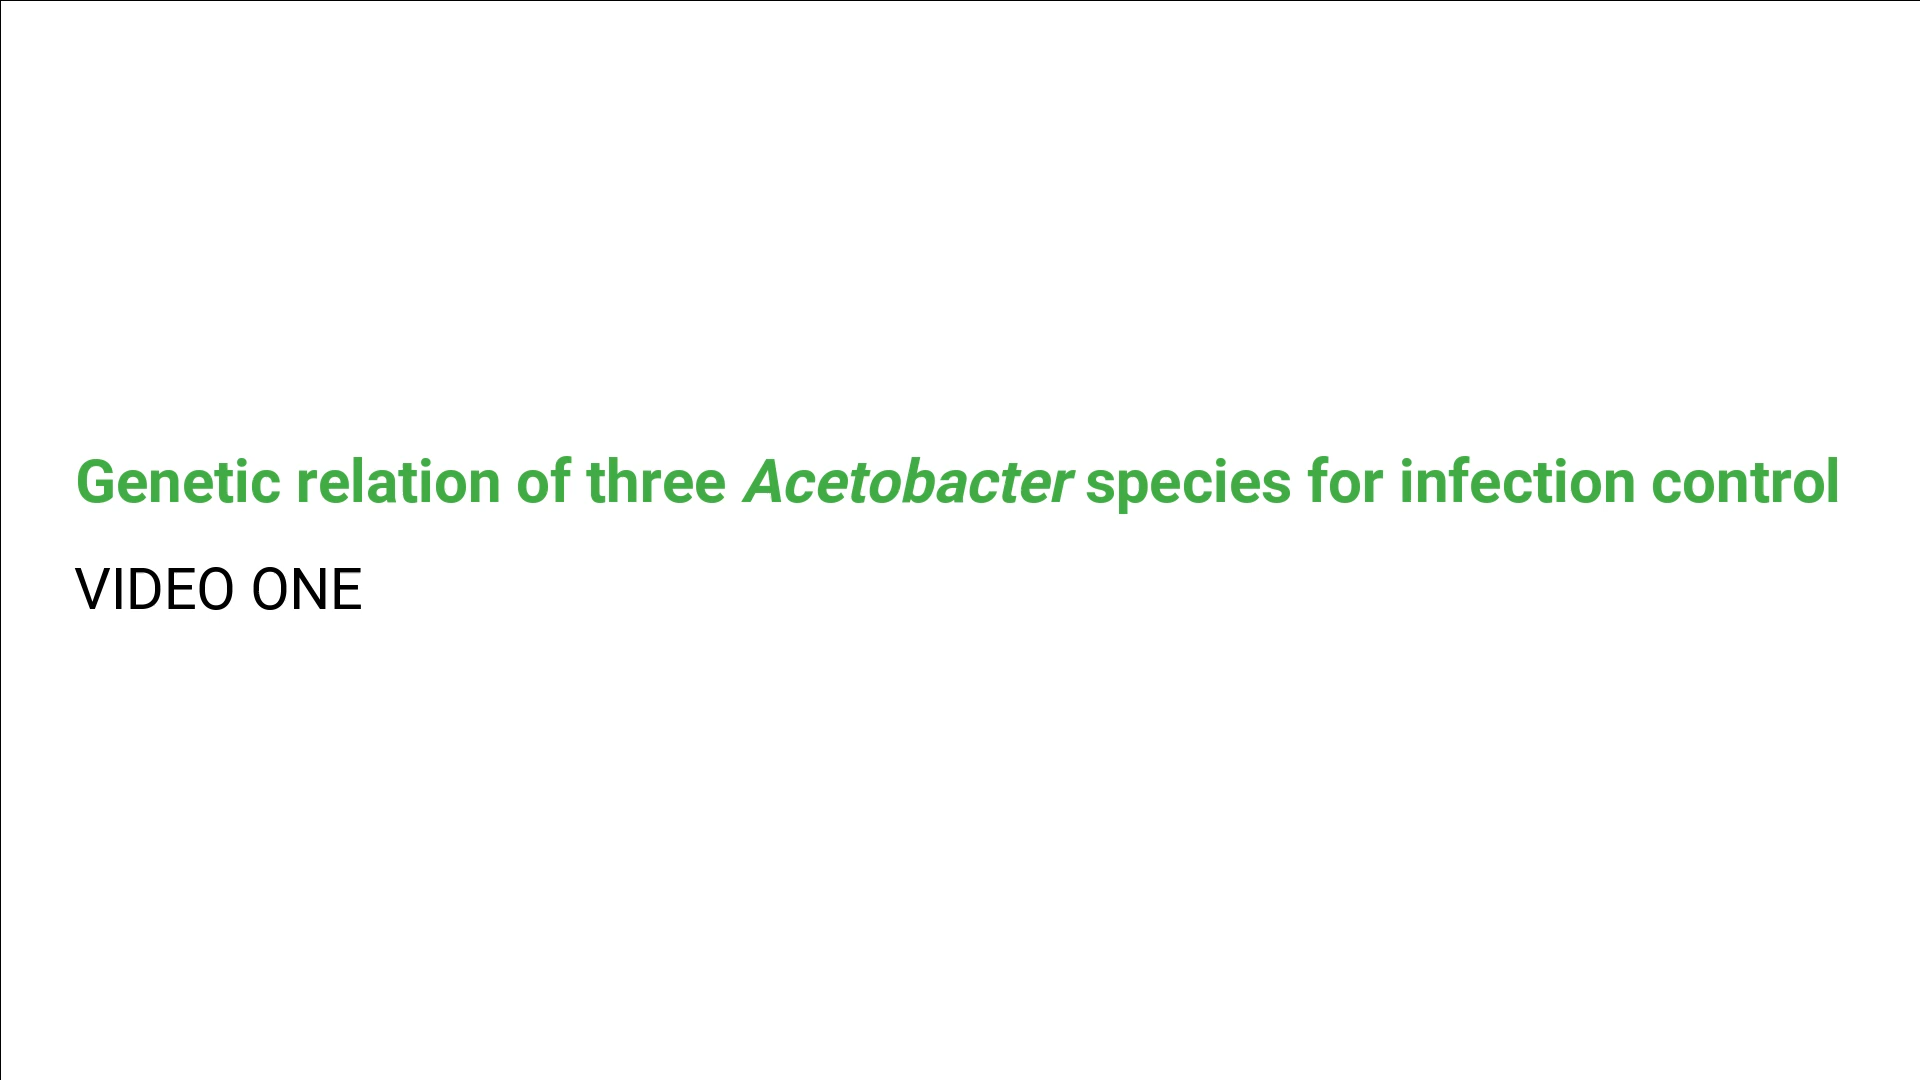 Genetic relation of three Acetobacter species for infection control
VIDEO ONE